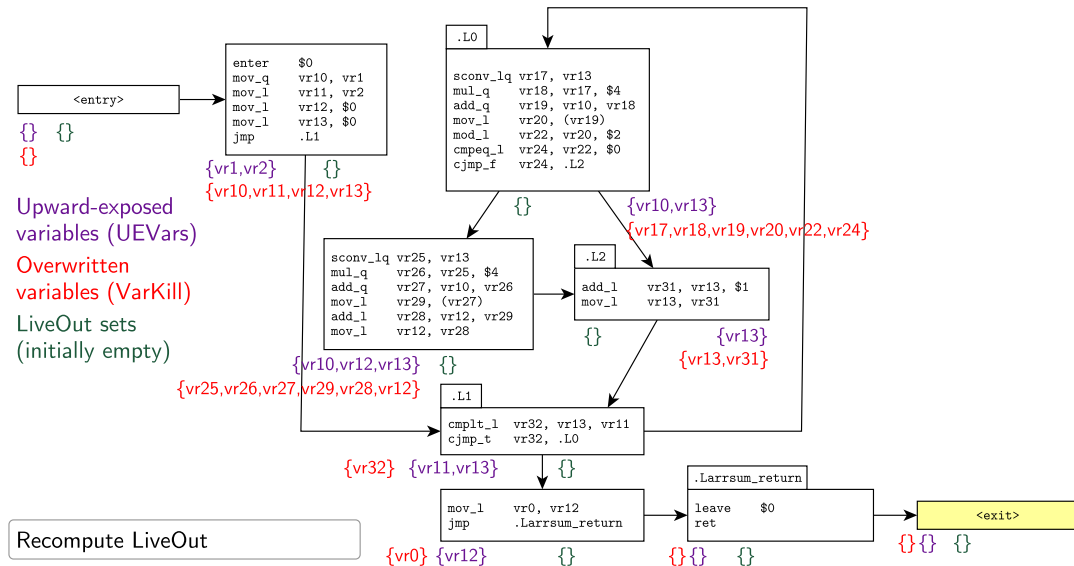 <entry>
{} {}
{}
enter $0
mov_q vr10, vr1
mov_l vr11, vr2
mov_l vr12, $0
mov_l vr13, $0
jmp .L1
{vr1,vr2} {}
{vr10,vr11,vr12,vr13}
.L0
sconv_lq vr17, vr13
mul_q vr18, vr17, $4
add_q vr19, vr10, vr18
mov_l vr20, (vr19)
mod_l vr22, vr20, $2
cmpeq_l vr24, vr22, $0
cjmp_f vr24, .L2
{} {vr10,vr13}
{vr17,vr18,vr19,vr20,vr22,vr24}
Upward-exposed
variables (UEVars)
Overwritten
variables (VarKill)
LiveOut sets
(initially empty)
sconv_lq vr25, vr13
mul_q vr26, vr25, $4
add_q vr27, vr10, vr26
mov_l vr29, (vr27)
add_l vr28, vr12, vr29
mov_l vr12, vr28
{vr10,vr12,vr13} {}
{vr25,vr26,vr27,vr29,vr28,vr12}
.L2
add_l vr31, vr13, $1
mov_l vr13, vr31
{} {vr13}
{vr13,vr31}
.L1
cmplt_l vr32, vr13, vr11
cjmp_t vr32, .L0
{vr32} {vr11,vr13} {}
mov_l vr0, vr12
jmp .Larrsum_return
{vr0} {vr12} {}
.Larrsum_return
leave $0
ret
{} {} {}
<exit>
{} {} {}
Recompute LiveOut